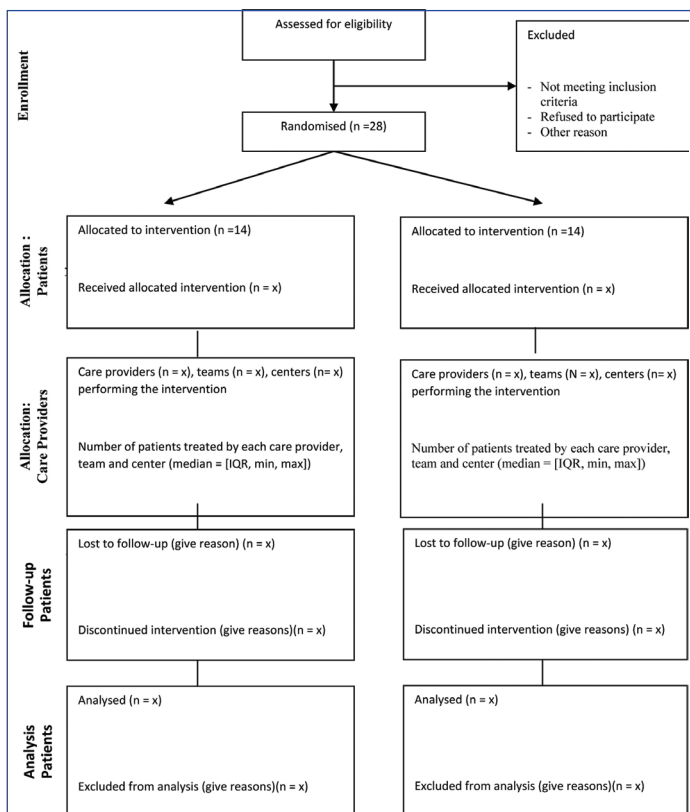 Enrollment
Assessed for eligibility
Excluded
- Not meeting inclusion
criteria
- Refused to participate
- Other reason
Randomised (n =28)
Allocation :
Patients
Allocated to intervention (n =14)
Received allocated intervention (n = x)
Allocated to intervention (n =14)
Received allocated intervention (n = x)
Allocation:
Care Providers
Care providers (n = x), teams (n = x), centers (n= x)
performing the intervention
Number of patients treated by each care provider,
team and center (median = [IQR, min, max])
Care providers (n = x), teams (N = x), centers (n= x)
performing the intervention
Number of patients treated by each care provider,
team and center (median = [IQR, min, max])
Follow-up
Patients
Lost to follow-up (give reason) (n = x)
Discontinued intervention (give reasons)(n = x)
Lost to follow-up (give reason) (n = x)
Discontinued intervention (give reasons) (n = x)
Analysis
Patients
Analysed (n = x)
Excluded from analysis (give reasons)(n = x)
Analysed (n = x)
Excluded from analysis (give reasons)(n = x)